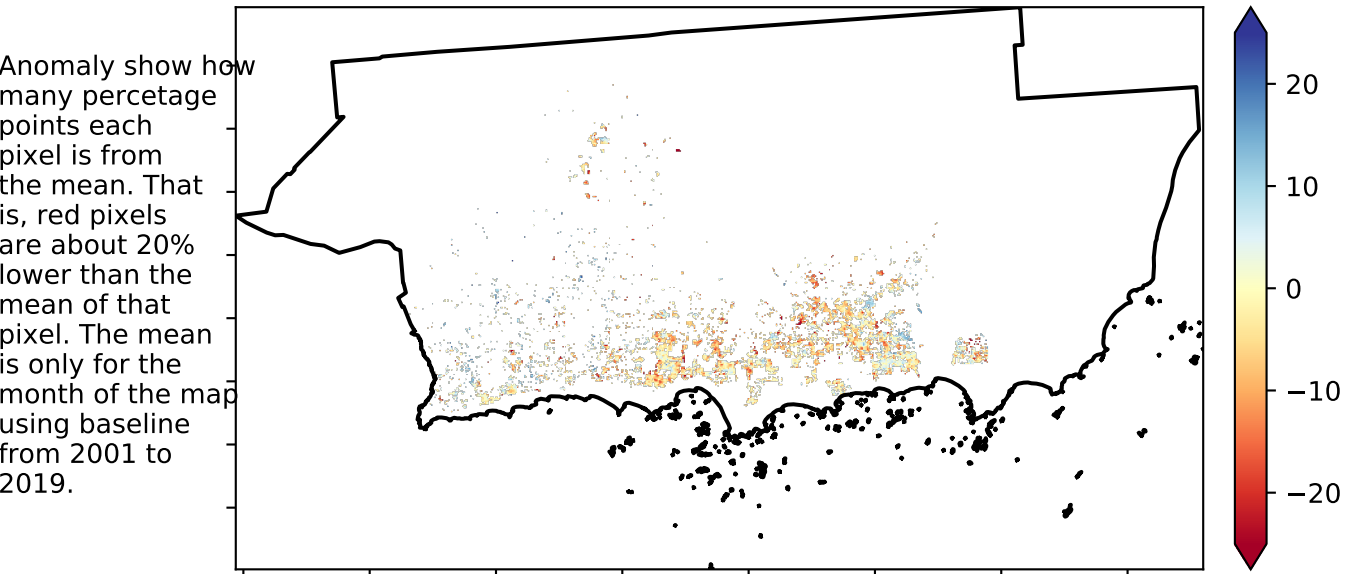 Anomaly show how
many percetage
points each
pixel is from
the mean. That
is, red pixels
are about 20%
lower than the
mean of that
pixel. The mean
is only for the
month of the map
using baseline
from 2001 to
2019.
20
10
0
−10
−20